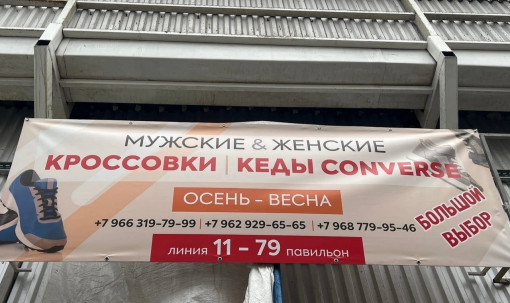 МУЖСКИЕ & ЖЕНСКИЕ
КРОССОВКИ | КЕДЫ CONVERSE
ОСЕНЬ - ВЕСНА
+7 966 319-79-99 | +7 962 929-65-65 | +7 968 779-95-46
БОЛЬШОЙ
ВЫБОР
линия 11 - 79 павильон